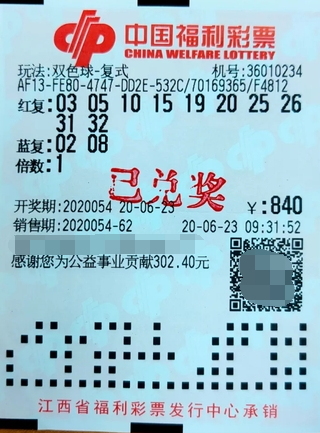 中国福利彩票
CHINA WELFARE LOTTERY
玩法:双色球-复式 机号:36010234
AF13-FE80-4747-DD2E-532C/70169365/F4812
红复:03 05 10 15 19 20 25 26
31 32
蓝复:02 08
倍数:1
已兑奖
开奖期:2020054 20-06-23 ¥:840
销售期:2020054-62 20-06-23 09:31:52
感谢您为公益事业贡献302.40元
江西省福利彩票发行中心承销